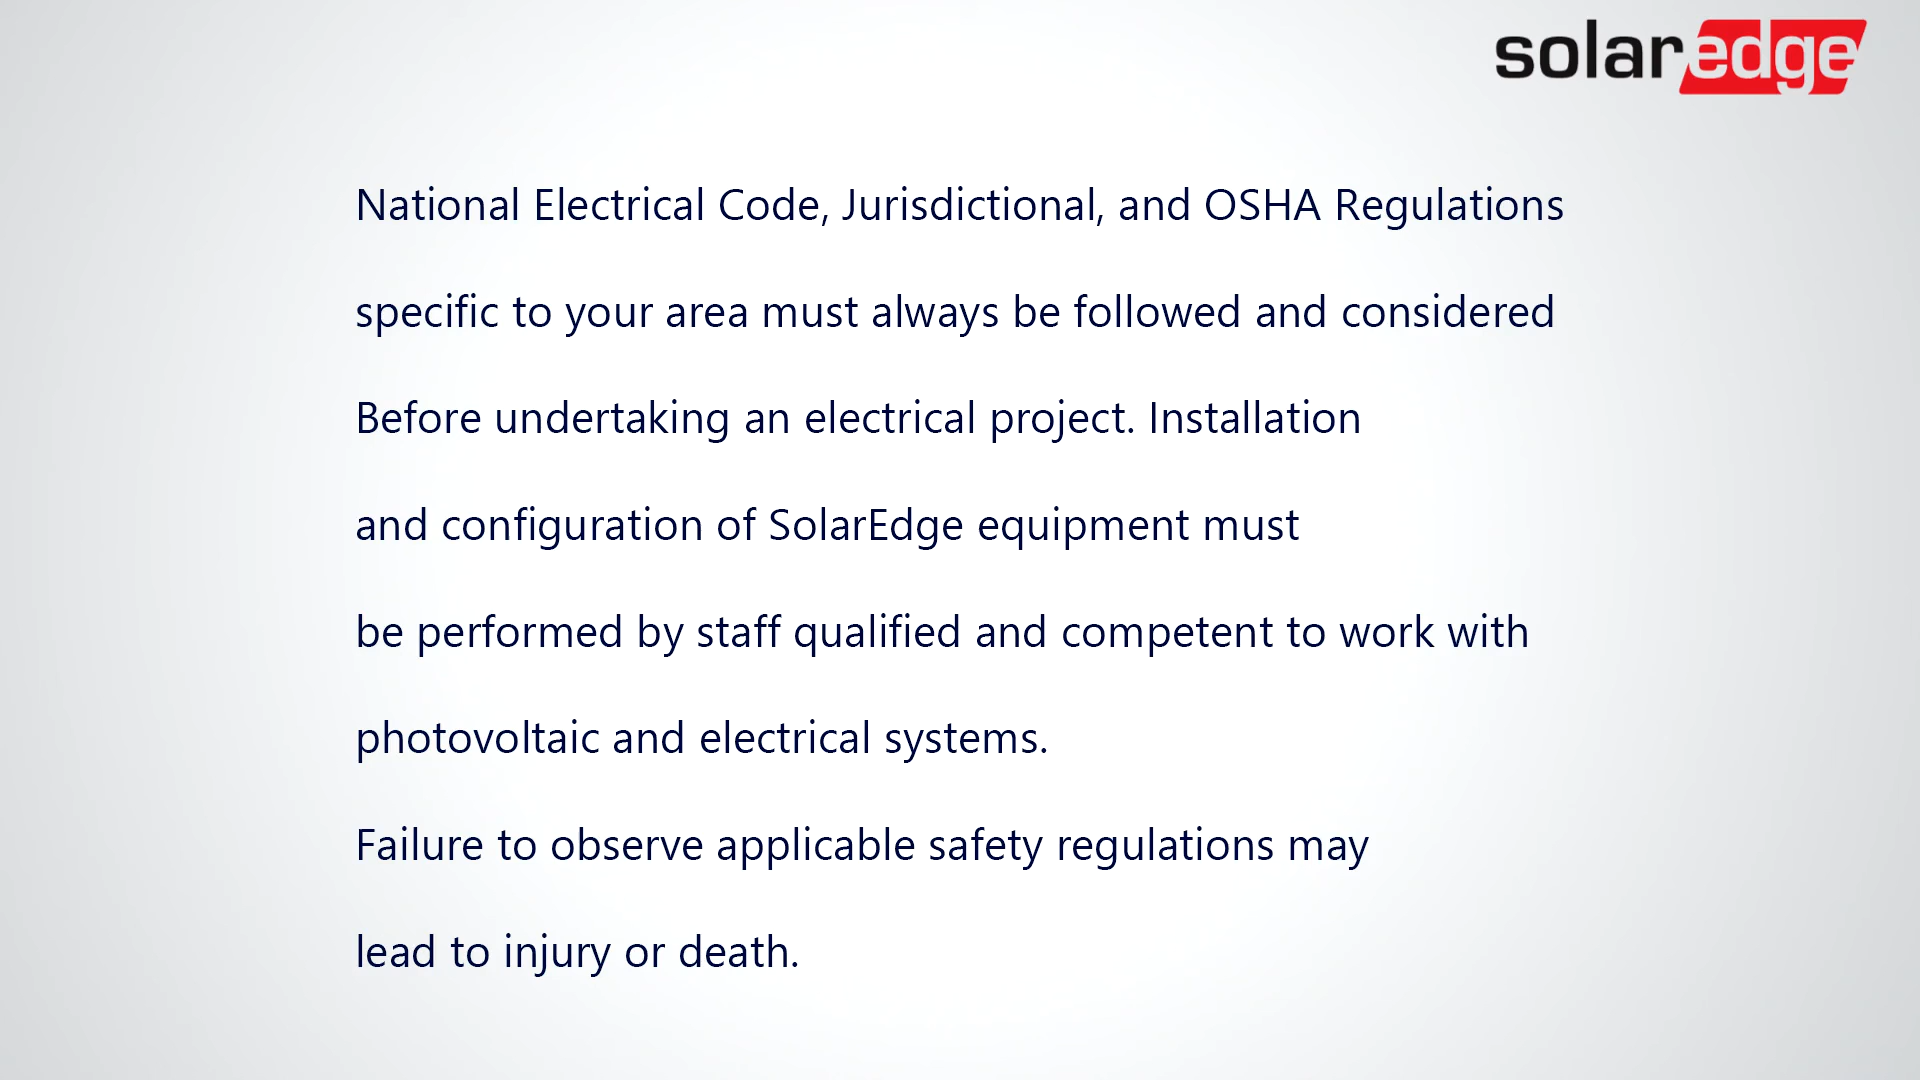 solaredge
National Electrical Code, Jurisdictional, and OSHA Regulations
specific to your area must always be followed and considered
Before undertaking an electrical project. Installation
and configuration of SolarEdge equipment must
be performed by staff qualified and competent to work with
photovoltaic and electrical systems.
Failure to observe applicable safety regulations may
lead to injury or death.